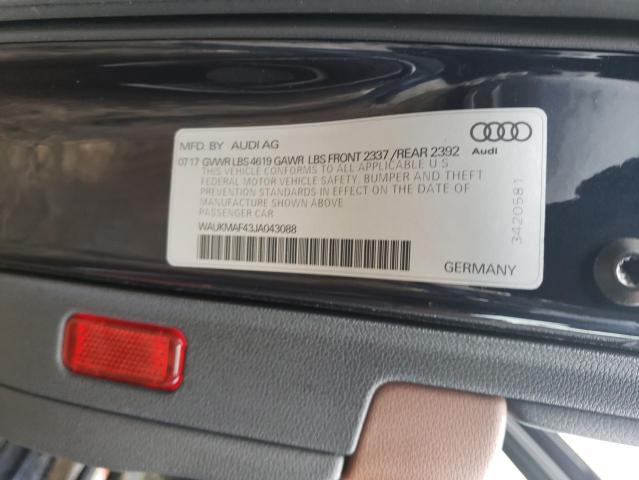 MFD. BY AUDI AG
07 17 GVWR LBS 4619 GAWR LBS FRONT 2337 / REAR 2392
Audi
THIS VEHICLE CONFORMS TO ALL APPLICABLE U S
FEDERAL MOTOR VEHICLE SAFETY, BUMPER AND THEFT
PREVENTION STANDARDS IN EFFECT ON THE DATE OF
MANUFACTURE SHOWN ABOVE
PASSENGER CAR
WAUKMAF43JA043088
GERMANY
3420581